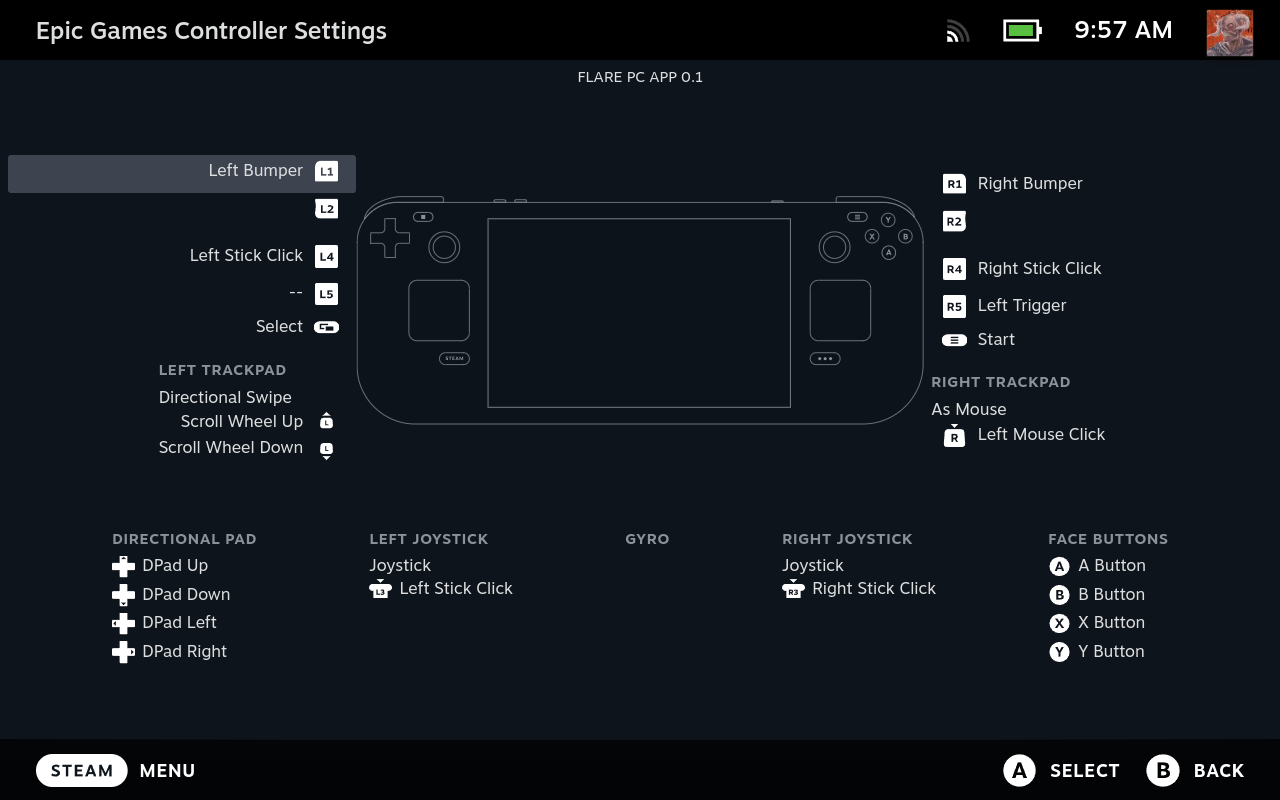 Epic Games Controller Settings
9:57 AM
FLARE PC APP 0.1
Left Bumper L1
L2
Left Stick Click L4
-- L5
Select
LEFT TRACKPAD
Directional Swipe
Scroll Wheel Up L
Scroll Wheel Down L
Y
X B
A
STEAM
R1 Right Bumper
R2
R4 Right Stick Click
R5 Left Trigger
Start
RIGHT TRACKPAD
As Mouse
R Left Mouse Click
DIRECTIONAL PAD
DPad Up
DPad Down
DPad Left
DPad Right
LEFT JOYSTICK
Joystick
L3 Left Stick Click
GYRO
RIGHT JOYSTICK
Joystick
R3 Right Stick Click
FACE BUTTONS
A A Button
B B Button
X X Button
Y Y Button
STEAM MENU
A SELECT B BACK